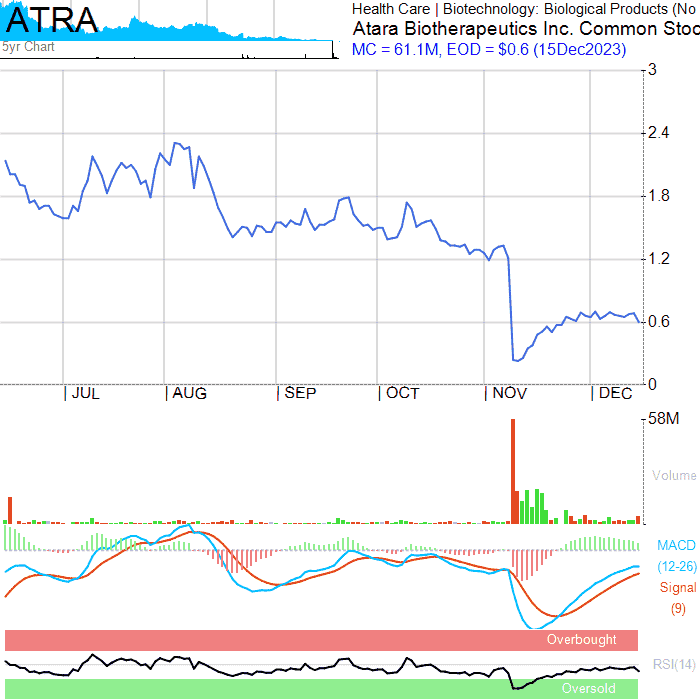 ATRA
5yr Chart
Health Care | Biotechnology: Biological Products (No
Atara Biotherapeutics Inc. Common Stoc
MC = 61.1M, EOD = $0.6 (15Dec2023)
3
2.4
1.8
1.2
0.6
0
| JUL | AUG | SEP | OCT | NOV | DEC
58M
Volume
MACD
(12-26)
Signal
(9)
Overbought
RSI(14)
Oversold